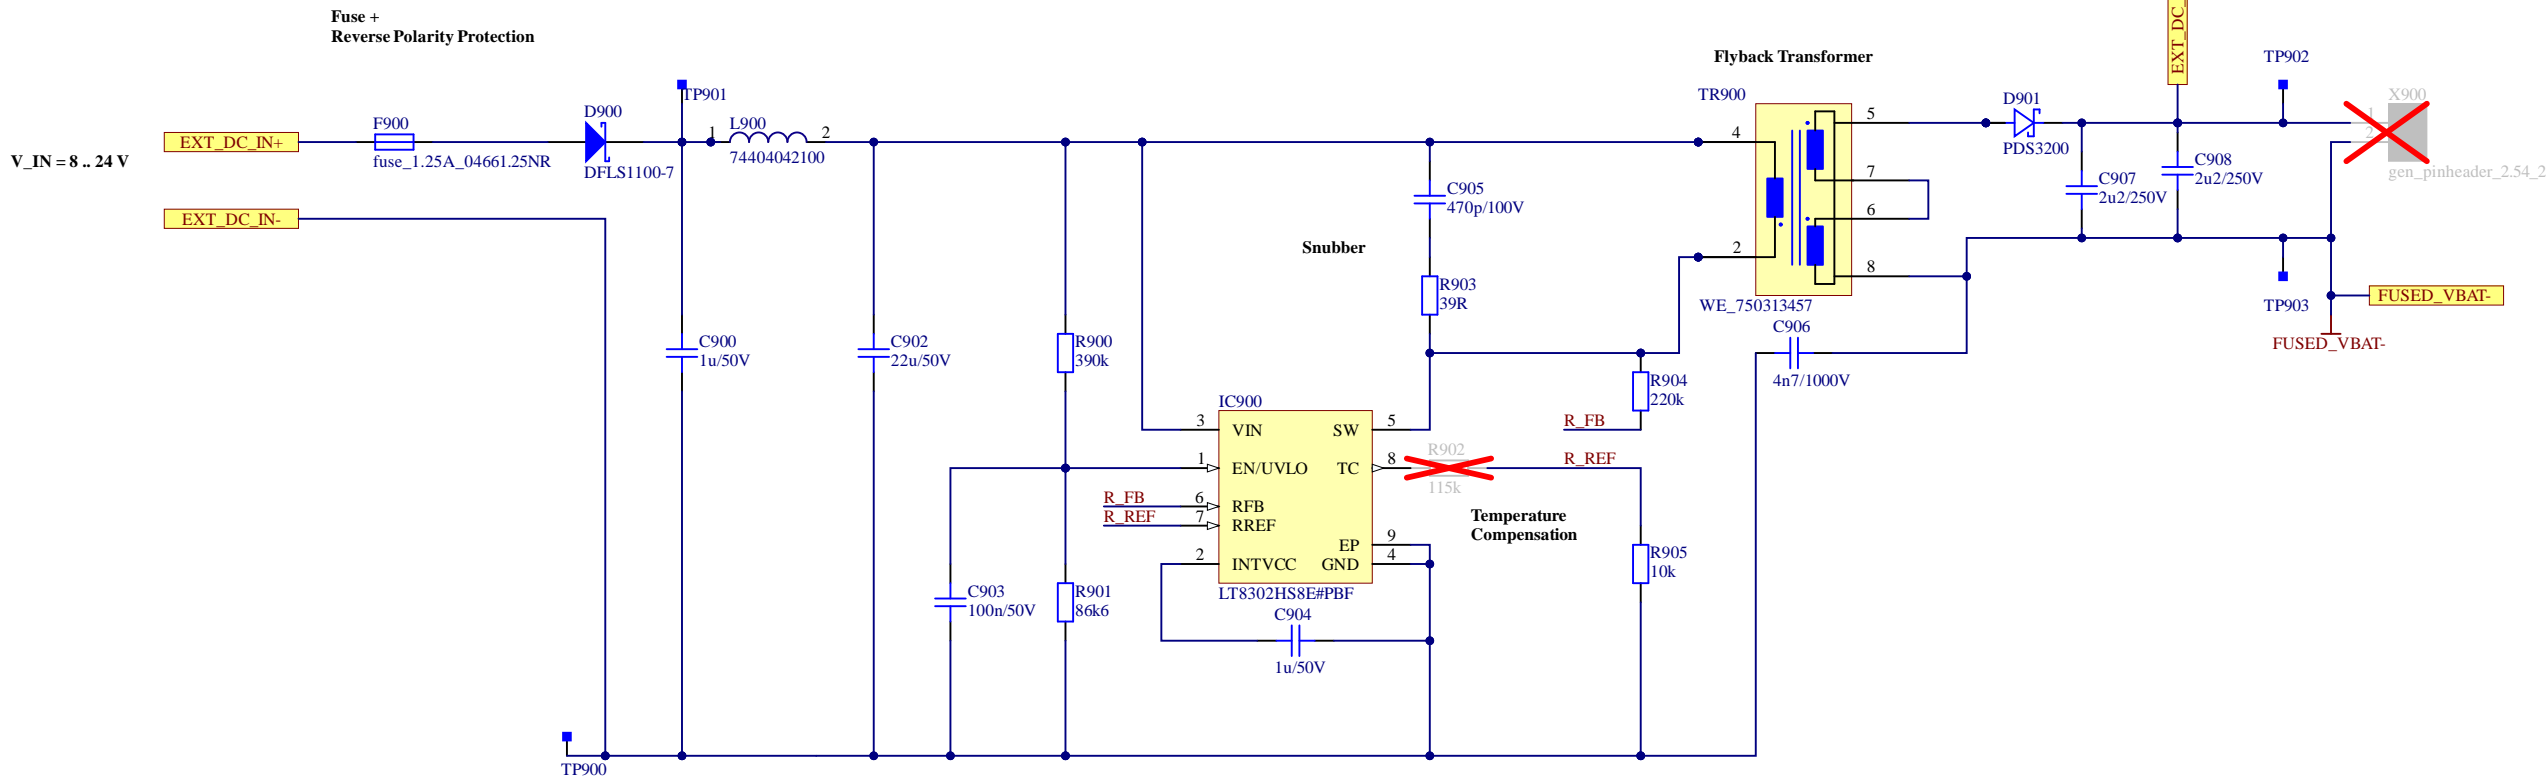 Fuse +
Reverse Polarity Protection
V_IN = 8 .. 24 V
EXT_DC_IN+
EXT_DC_IN-
F900
fuse_1.25A_04661.25NR
D900
DFLS1100-7
TP901
1
L900
2
74404042100
C900
1u/50V
C902
22u/50V
R900
390k
C903
100n/50V
R901
86k6
TP900
Snubber
C905
470p/100V
R903
39R
IC900
3
VIN
1
EN/UVLO
R_FB
6
RFB
R_REF
7
RREF
2
INTVCC
SW
5
TC
8
EP
9
GND
4
LT8302HS8E#PBF
C904
1u/50V
R902
115k
Temperature
Compensation
R904
220k
R_FB
R_REF
R905
10k
Flyback Transformer
TR900
4
2
5
7
6
8
WE_750313457
C906
4n7/1000V
D901
PDS3200
C907
2u2/250V
C908
2u2/250V
EXT_DC_
TP902
TP903
X900
1
2
gen_pinheader_2.54_2
FUSED_VBAT-
FUSED_VBAT-